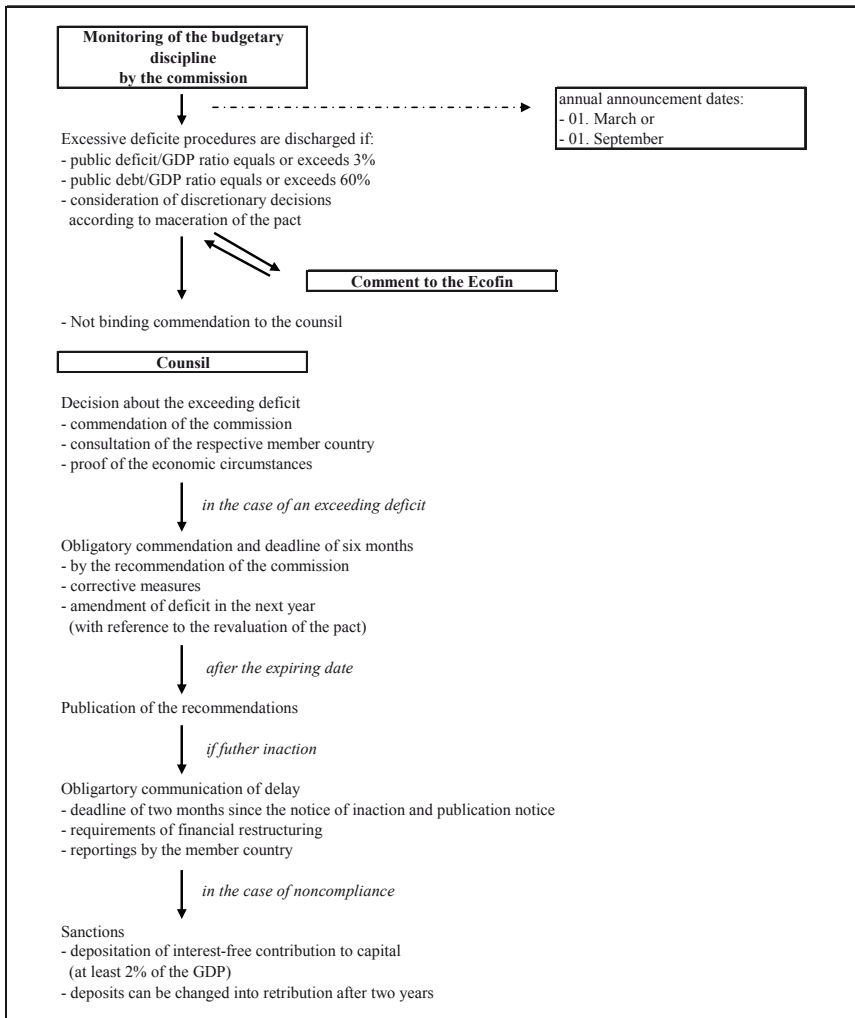 Monitoring of the budgetary
discipline
by the commission
annual announcement dates:
- 01. March or
- 01. September
Excessive deficite procedures are discharged if:
- public deficit/GDP ratio equals or exceeds 3%
- public debt/GDP ratio equals or exceeds 60%
- consideration of discretionary decisions
according to maceration of the pact
Comment to the Ecofin
- Not binding commendation to the counsil
Counsil
Decision about the exceeding deficit
- commendation of the commission
- consultation of the respective member country
- proof of the economic circumstances
in the case of an exceeding deficit
Obligatory commendation and deadline of six months
- by the recommendation of the commission
- corrective measures
- amendment of deficit in the next year
(with reference to the revaluation of the pact)
after the expiring date
Publication of the recommendations
if futher inaction
Obligartory communication of delay
- deadline of two months since the notice of inaction and publication notice
- requirements of financial restructuring
- reportings by the member country
in the case of noncompliance
Sanctions
- depositation of interest-free contribution to capital
(at least 2% of the GDP)
- deposits can be changed into retribution after two years